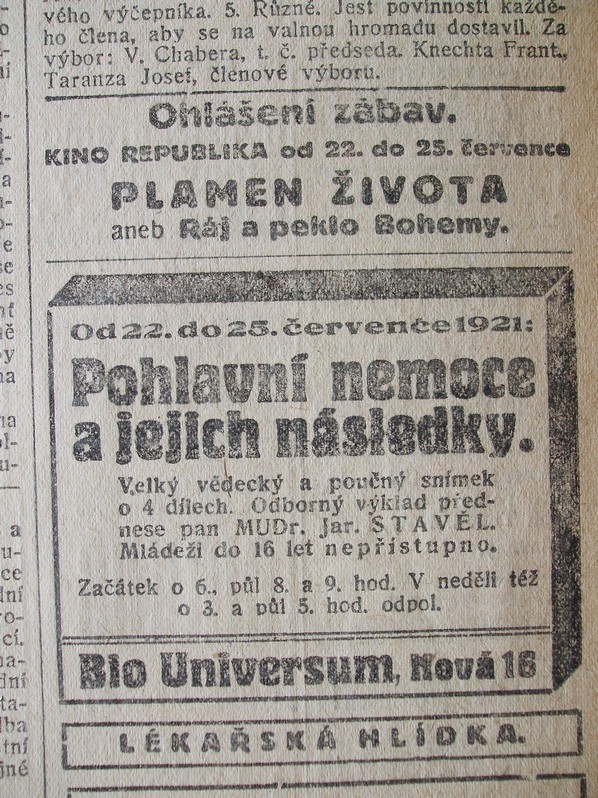 vého výčepníka. 5. Různé. Jest povinností každé-
ho člena, aby se na valnou hromadu dostavil. Za
výbor: V. Chabera, t. č. předseda. Knechta Frant.,
Taranza Josef, členové výboru.
Ohlášení zábav.
KINO REPUBLIKA od 22. do 25. července
PLAMEN ŽIVOTA
aneb Ráj a peklo Bohemy.
Od 22. do 25. července 1921:
Pohlavní nemoce
a jejich následky.
Velký vědecký a poučný snímek
o 4 dílech. Odborný výklad před-
nese pan MUDr. Jar. STAVĚL.
Mládeži do 16 let nepřístupno.
Začátek o 6., půl 8. a 9. hod. V neděli též
o 3. a půl 5. hod. odpol.
Bio Universum, Nová 16
LÉKAŘSKÁ HLÍDKA.